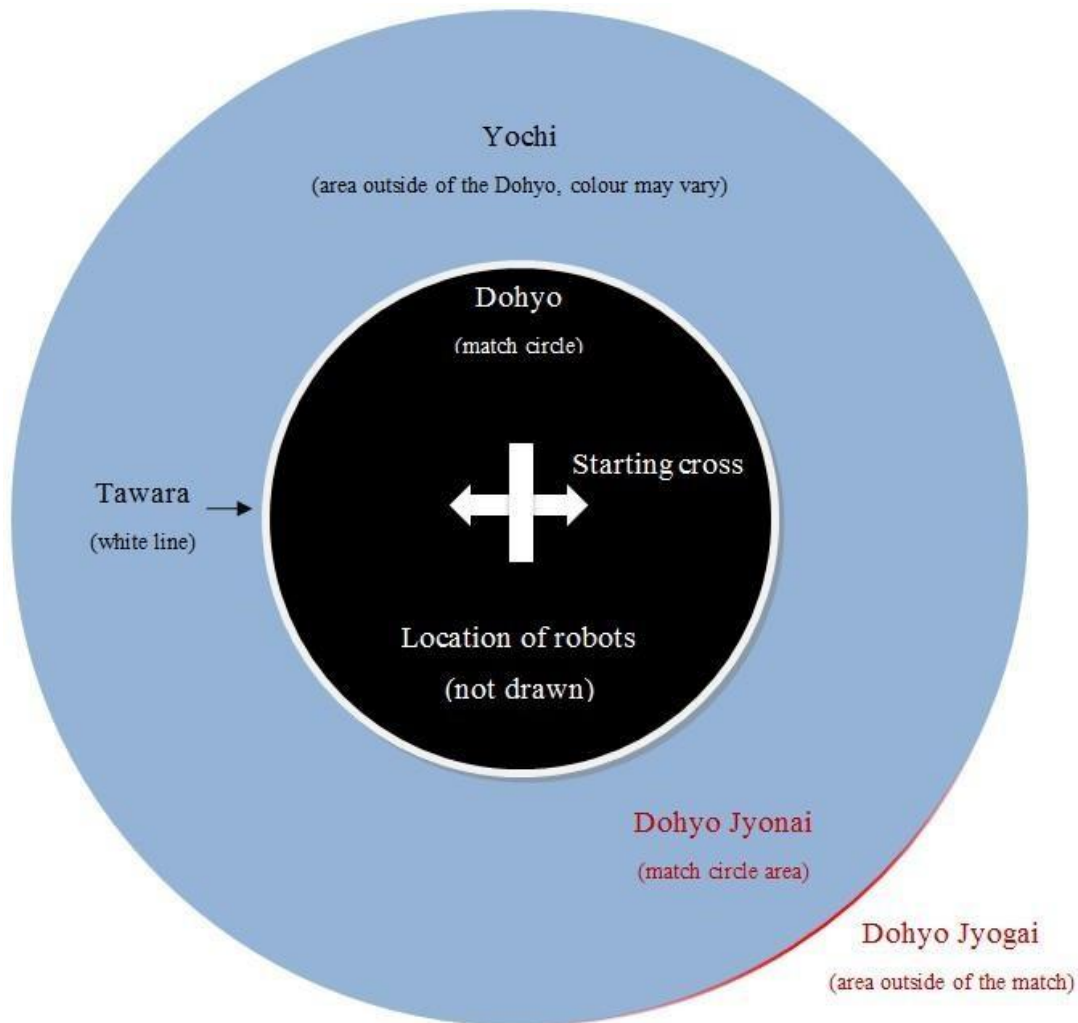 Yochi
(area outside of the Dohyo, colour may vary)
Dohyo
(match circle)
Starting cross
Tawara
(white line)
Location of robots
(not drawn)
Dohyo Jyonai
(match circle area)
Dohyo Jyogai
(area outside of the match)